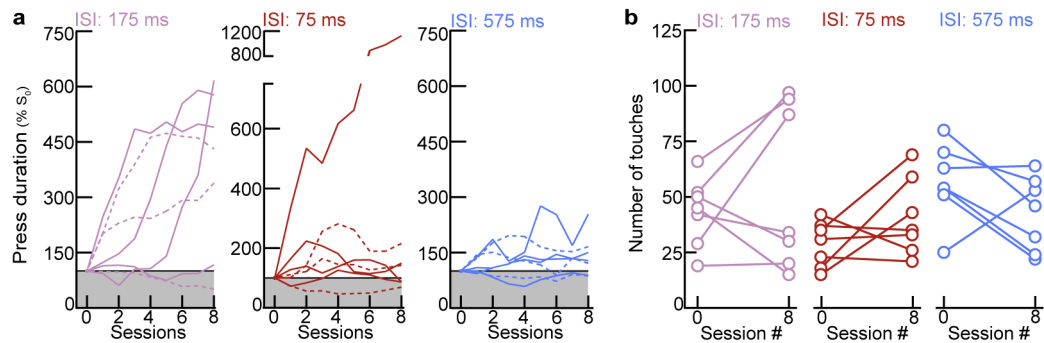 a
ISI: 175 ms
ISI: 75 ms
ISI: 575 ms
Press duration (% S₀)
750
600
450
300
150
0
0 2 4 6 8
Sessions
1200
800
600
400
200
0
0 2 4 6 8
Sessions
750
600
450
300
150
0
0 2 4 6 8
Sessions
b
ISI: 175 ms
ISI: 75 ms
ISI: 575 ms
Number of touches
125
100
75
50
25
0
0 8
Session #
0 8
Session #
0 8
Session #